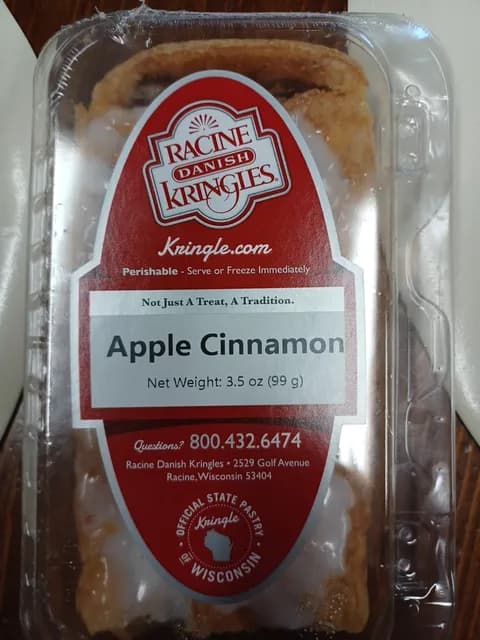 RACINE
DANISH
KRINGLES
Kringle.com
Perishable - Serve or Freeze Immediately
Not Just A Treat, A Tradition.
Apple Cinnamon
Net Weight: 3.5 oz (99 g)
Questions? 800.432.6474
Racine Danish Kringles • 2529 Golf Avenue
Racine, Wisconsin 53404
• OFFICIAL STATE PASTRY •
Kringle
OF WISCONSIN